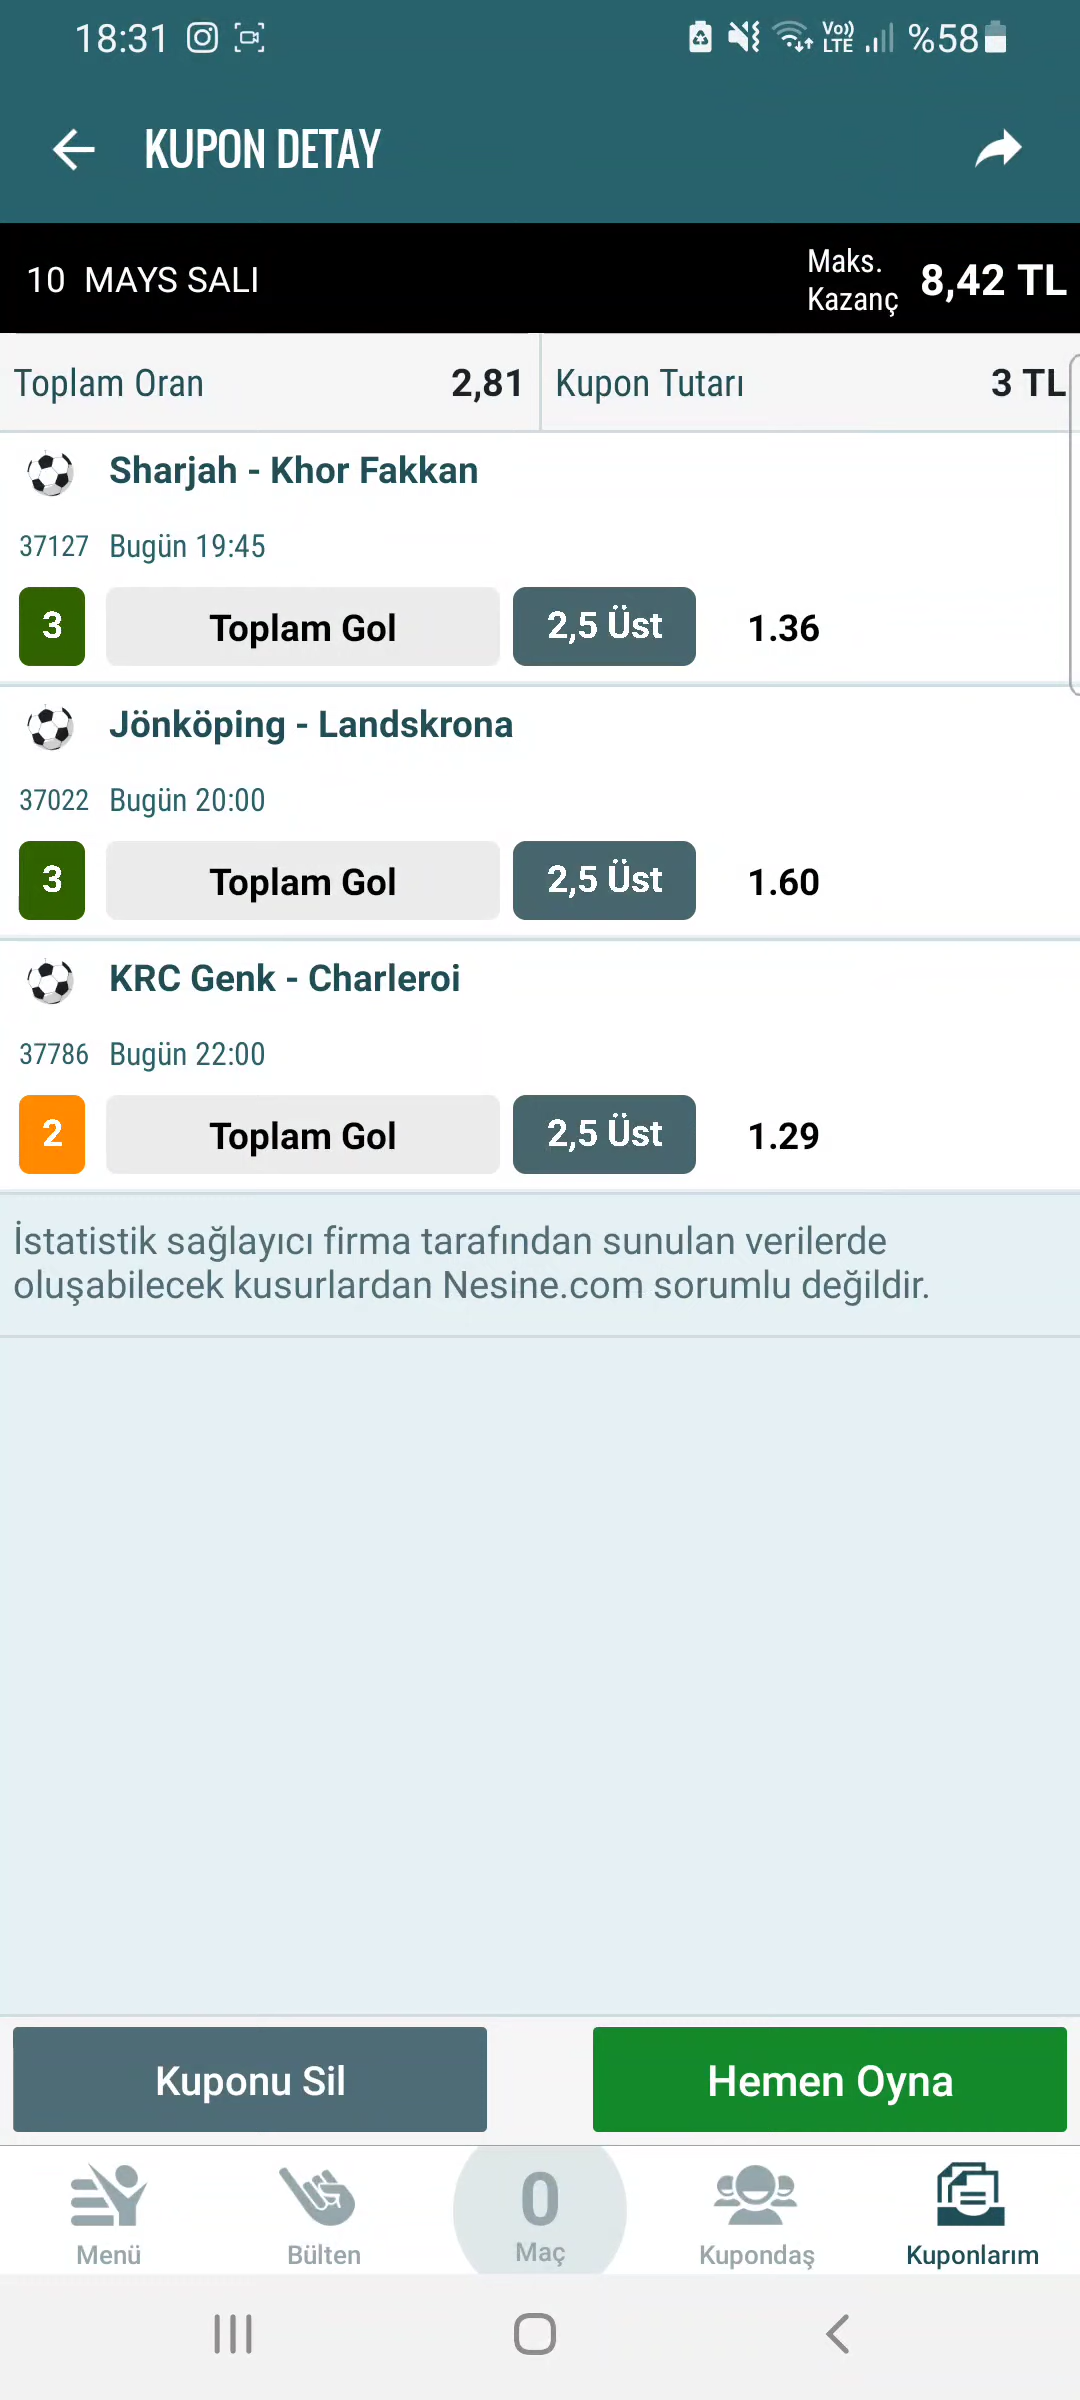 18:31 Vo)) LTE %58
KUPON DETAY
10 MAYS SALI Maks. Kazanç 8,42 TL
Toplam Oran 2,81 Kupon Tutarı 3 TL
Sharjah - Khor Fakkan
37127 Bugün 19:45
3 Toplam Gol 2,5 Üst 1.36
Jönköping - Landskrona
37022 Bugün 20:00
3 Toplam Gol 2,5 Üst 1.60
KRC Genk - Charleroi
37786 Bugün 22:00
2 Toplam Gol 2,5 Üst 1.29
İstatistik sağlayıcı firma tarafından sunulan verilerde
oluşabilecek kusurlardan Nesine.com sorumlu değildir.
Kuponu Sil Hemen Oyna
0
Menü Bülten Maç Kupondaş Kuponlarım